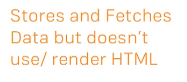 Stores and Fetches
Data but doesn't
use/ render HTML